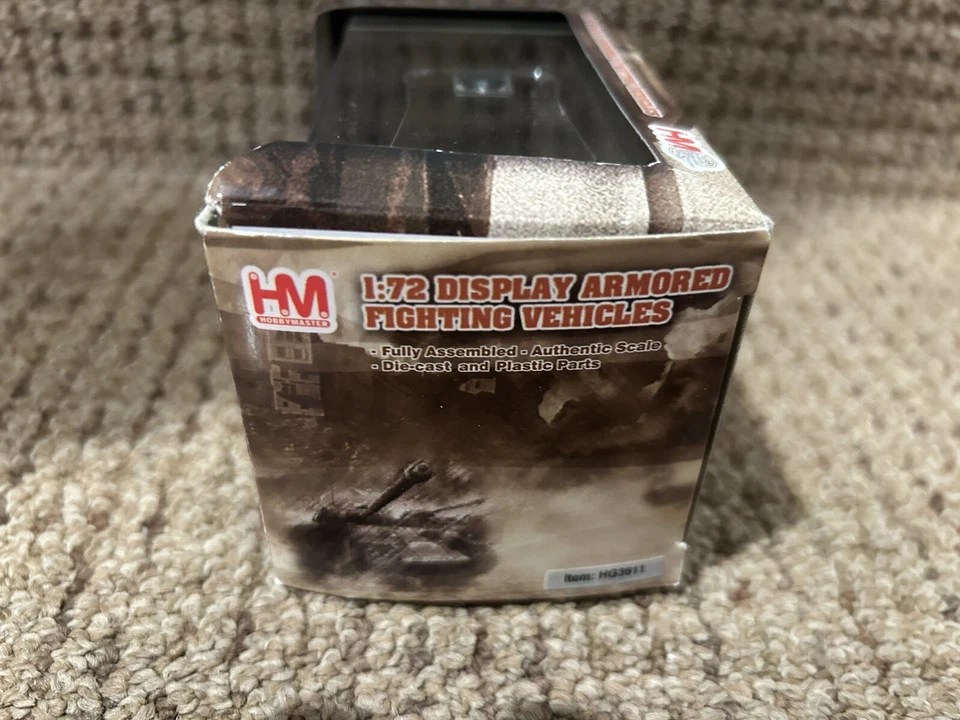 HM
HOBBYMASTER
1:72 DISPLAY ARMORED
FIGHTING VEHICLES
- Fully Assembled - Authentic Scale
- Die-cast and Plastic Parts
Item: HG3911
HM